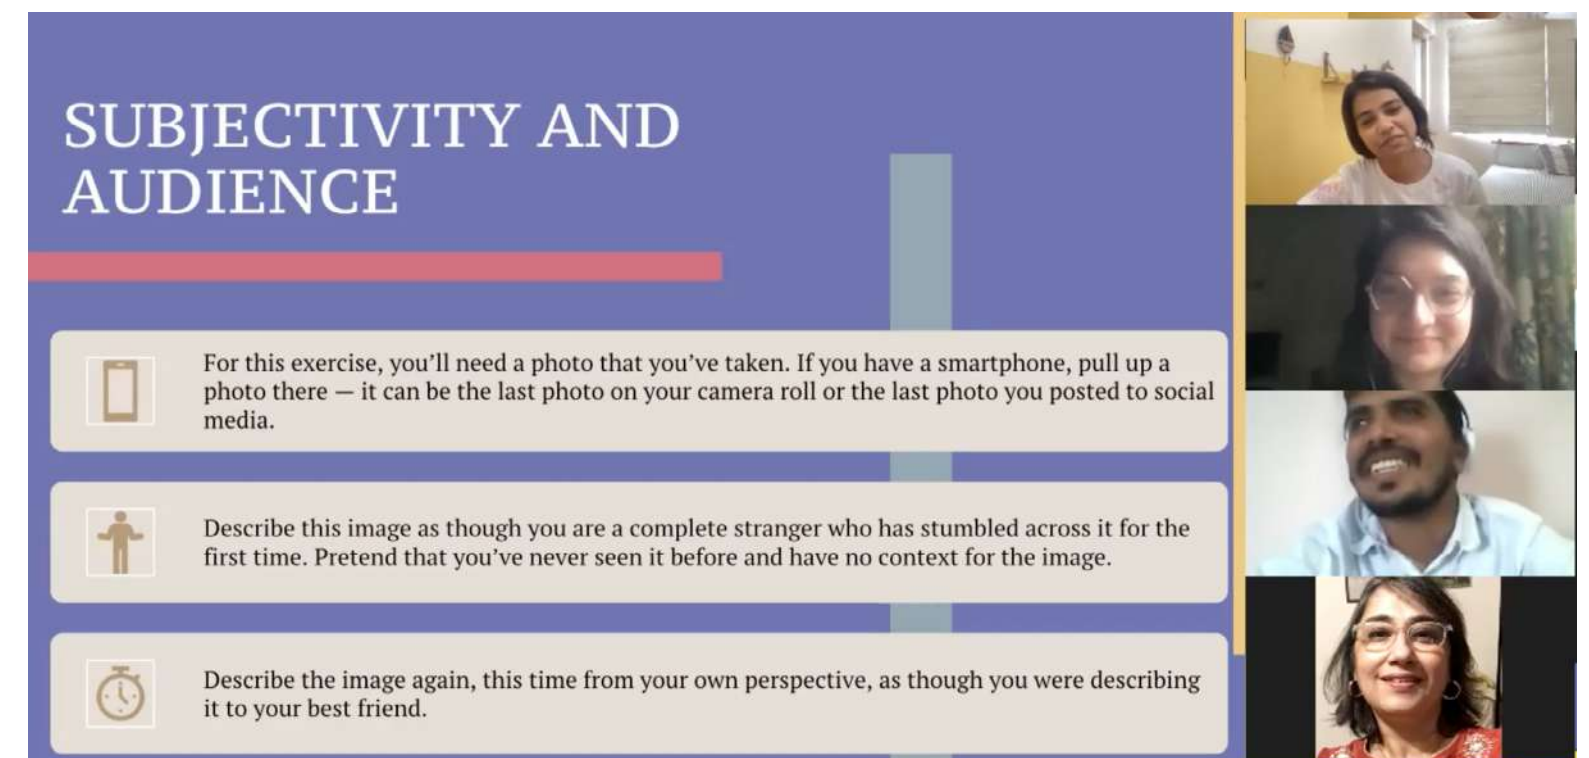 SUBJECTIVITY AND
AUDIENCE
For this exercise, you’ll need a photo that you’ve taken. If you have a smartphone, pull up a
photo there — it can be the last photo on your camera roll or the last photo you posted to social
media.
Describe this image as though you are a complete stranger who has stumbled across it for the
first time. Pretend that you’ve never seen it before and have no context for the image.
Describe the image again, this time from your own perspective, as though you were describing
it to your best friend.